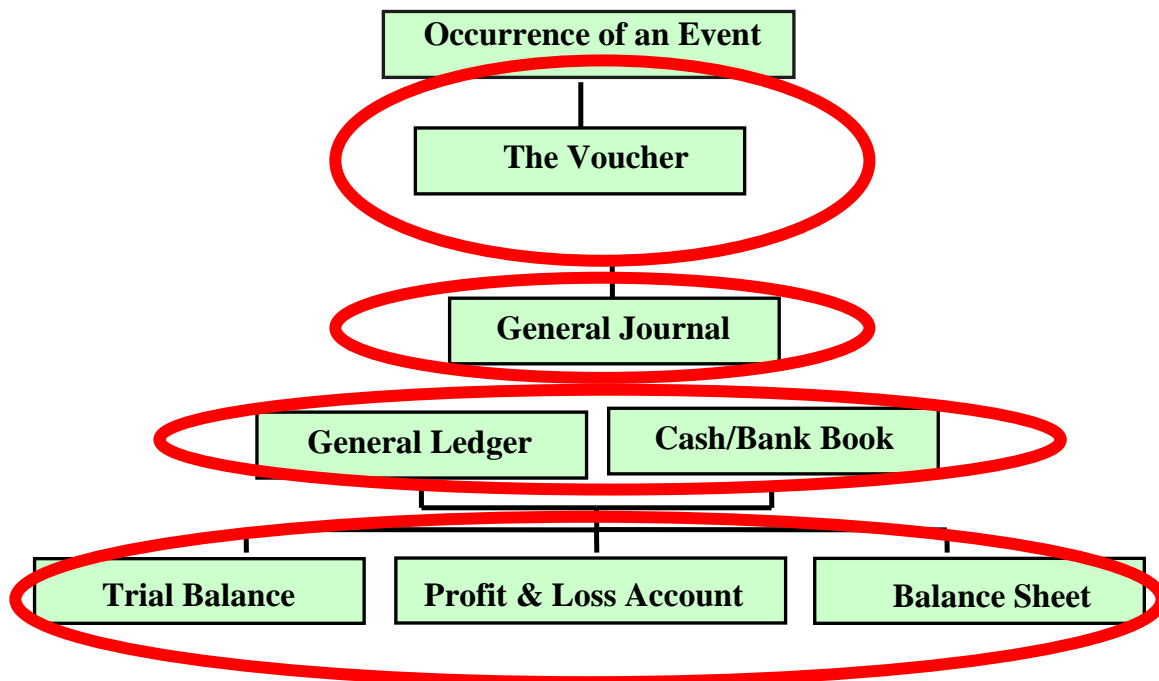 Occurrence of an Event
The Voucher
General Journal
General Ledger
Cash/Bank Book
Trial Balance
Profit & Loss Account
Balance Sheet